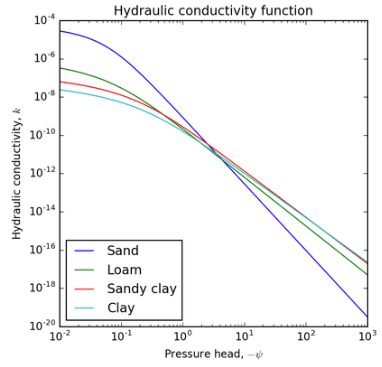 Hydraulic conductivity function
Hydraulic conductivity, k
10^-4
10^-6
10^-8
10^-10
10^-12
10^-14
10^-16
10^-18
10^-20
Sand
Loam
Sandy clay
Clay
10^-2 10^-1 10^0 10^1 10^2 10^3
Pressure head, −ψ